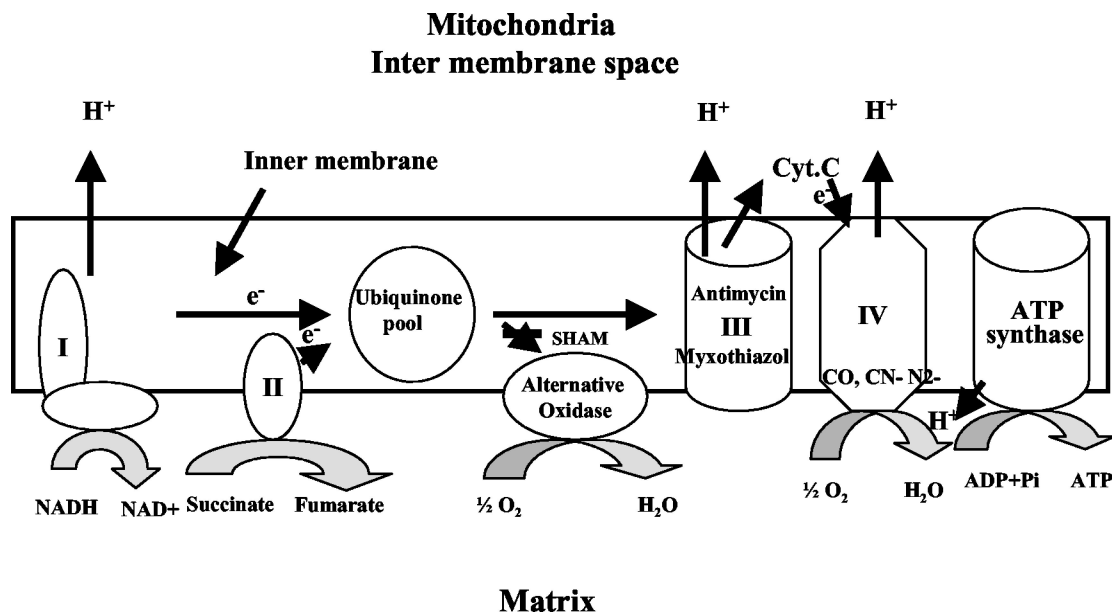 Mitochondria
Inter membrane space
H⁺
H⁺
H⁺
Inner membrane
Cyt.C
e⁻
I
e⁻
e⁻
II
Ubiquinone
pool
SHAM
Alternative
Oxidase
Antimycin
III
Myxothiazol
IV
CO, CN- N2-
ATP
synthase
H⁺
NADH
NAD+
Succinate
Fumarate
½ O₂
H₂O
½ O₂
H₂O
ADP+Pi
ATP
Matrix